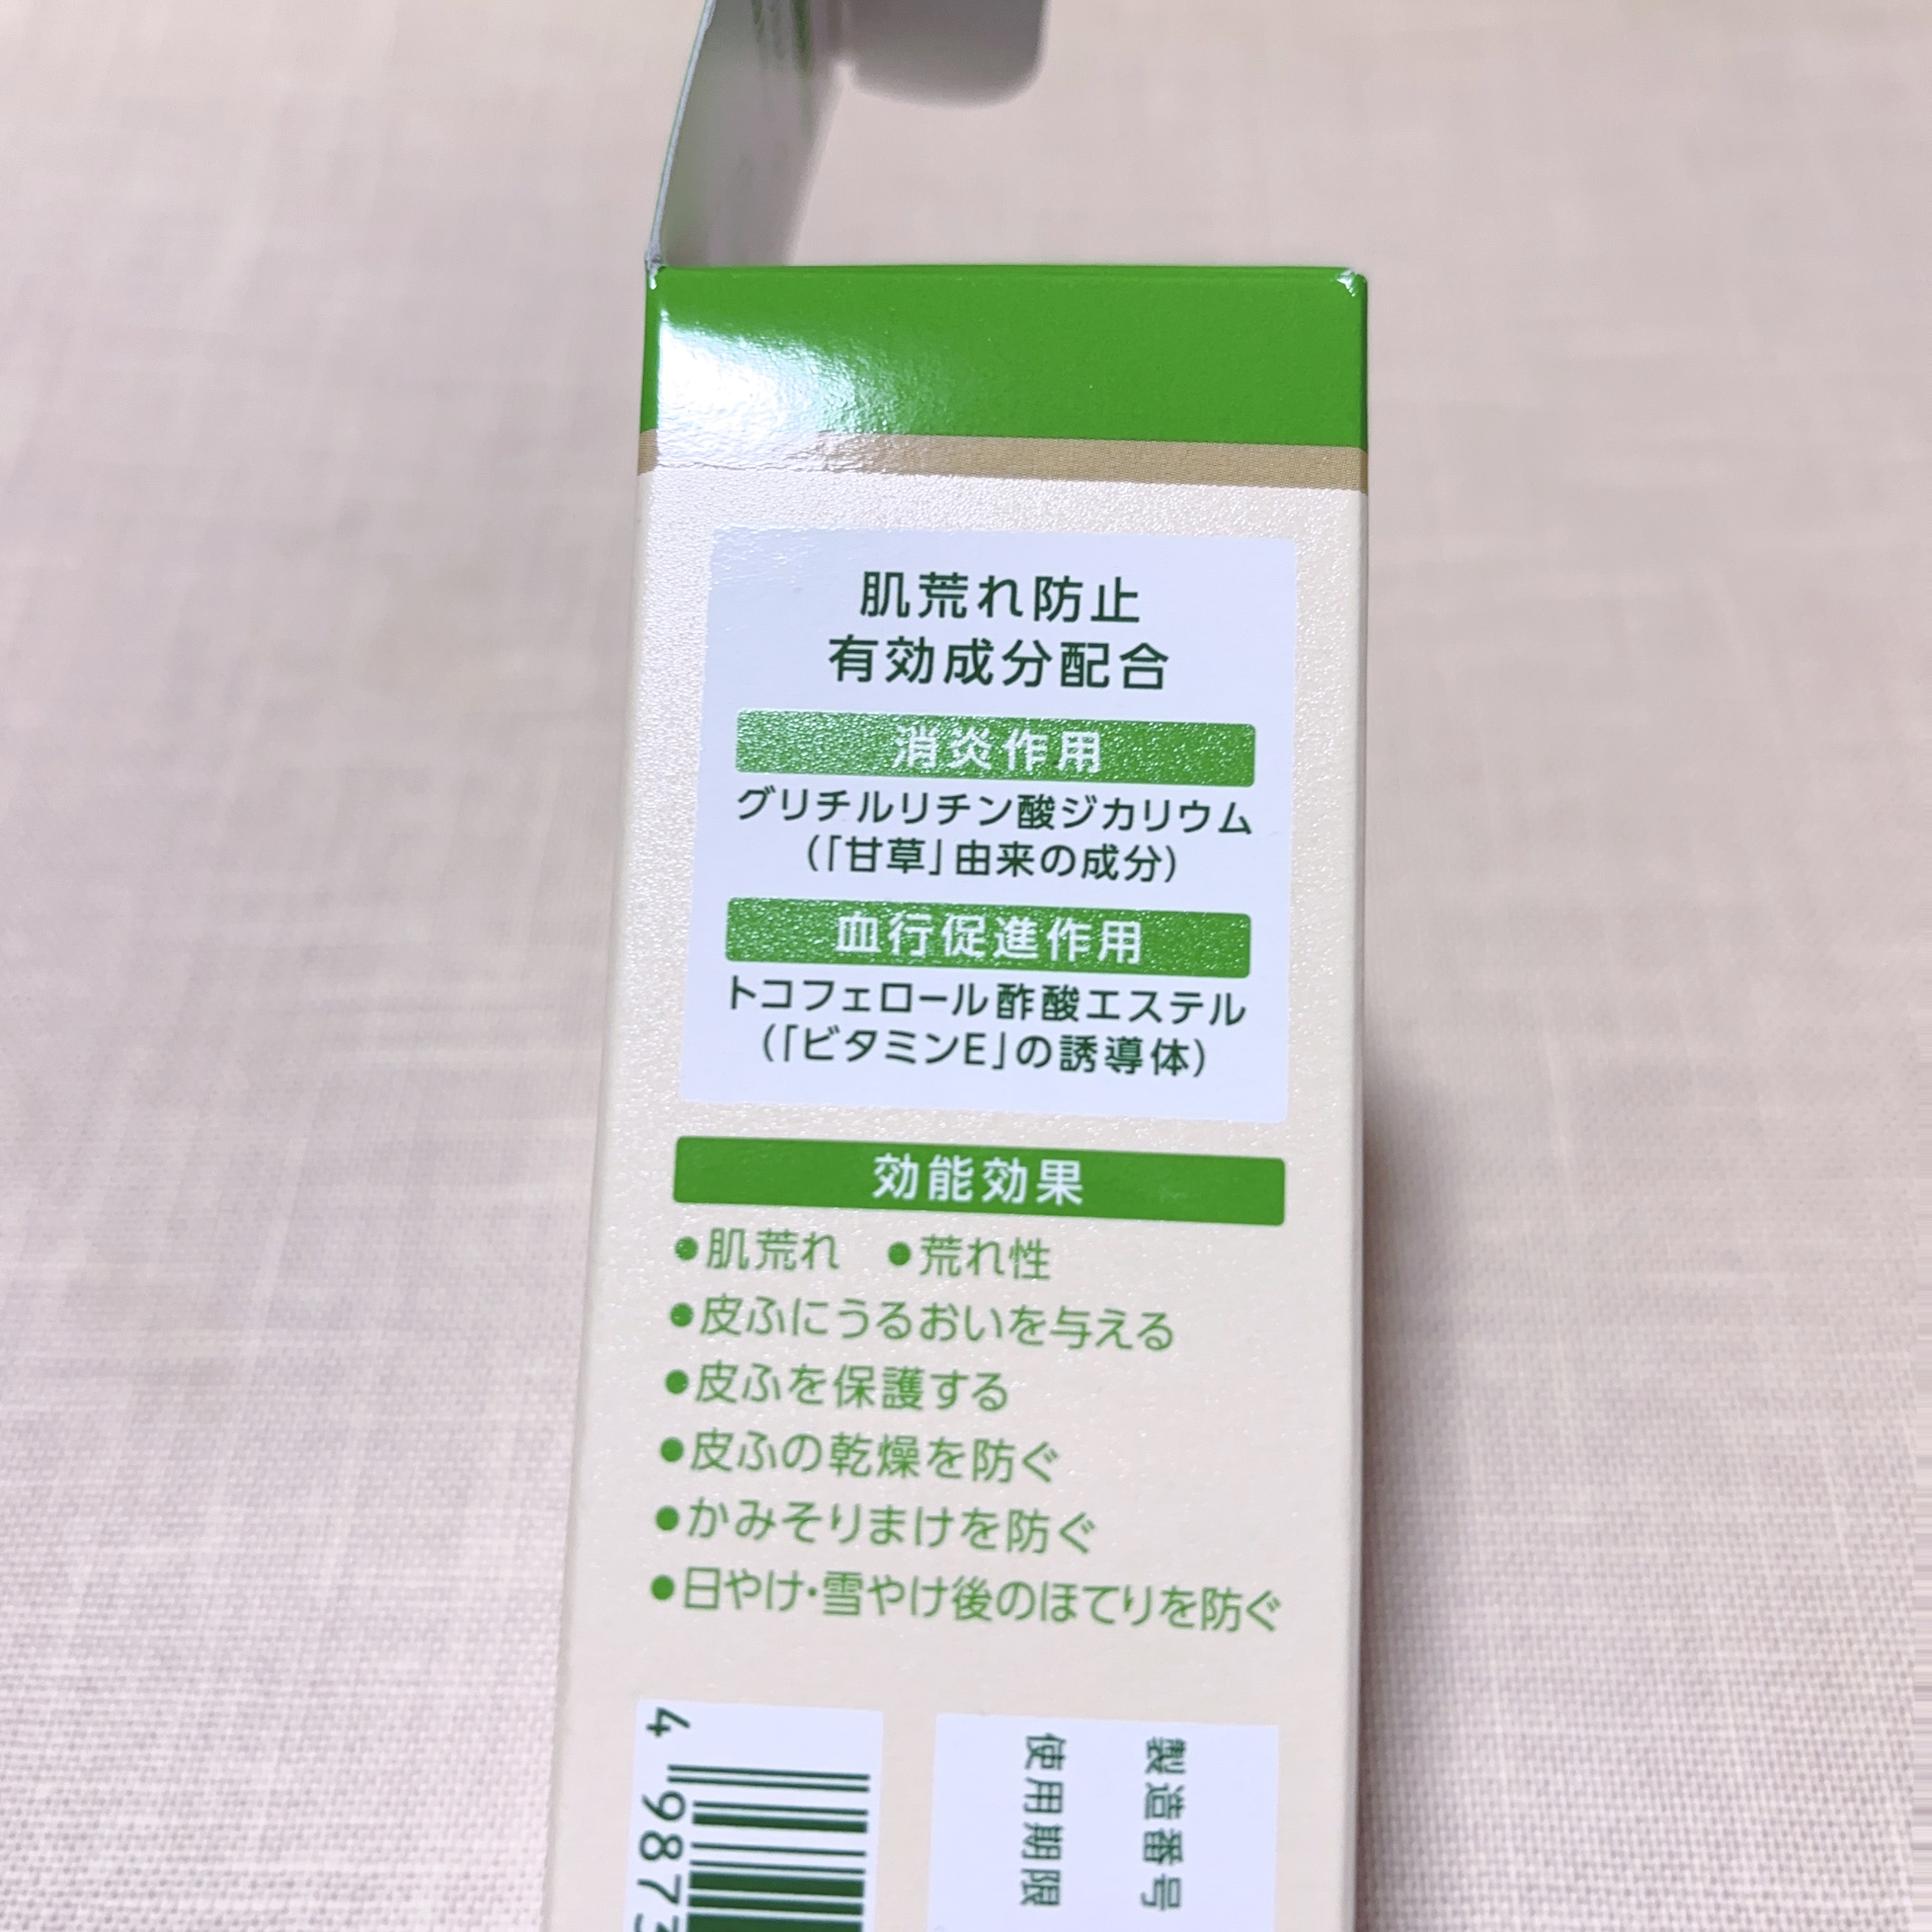 肌荒れ防止
有効成分配合
消炎作用
グリチルリチン酸ジカリウム
(「甘草」由来の成分)
血行促進作用
トコフェロール酢酸エステル
(「ビタミンE」の誘導体)
効能効果
●肌荒れ ●荒れ性
●皮ふにうるおいを与える
●皮ふを保護する
●皮ふの乾燥を防ぐ
●かみそりまけを防ぐ
●日やけ・雪やけ後のほてりを防ぐ
4 987
製造番号
使用期限